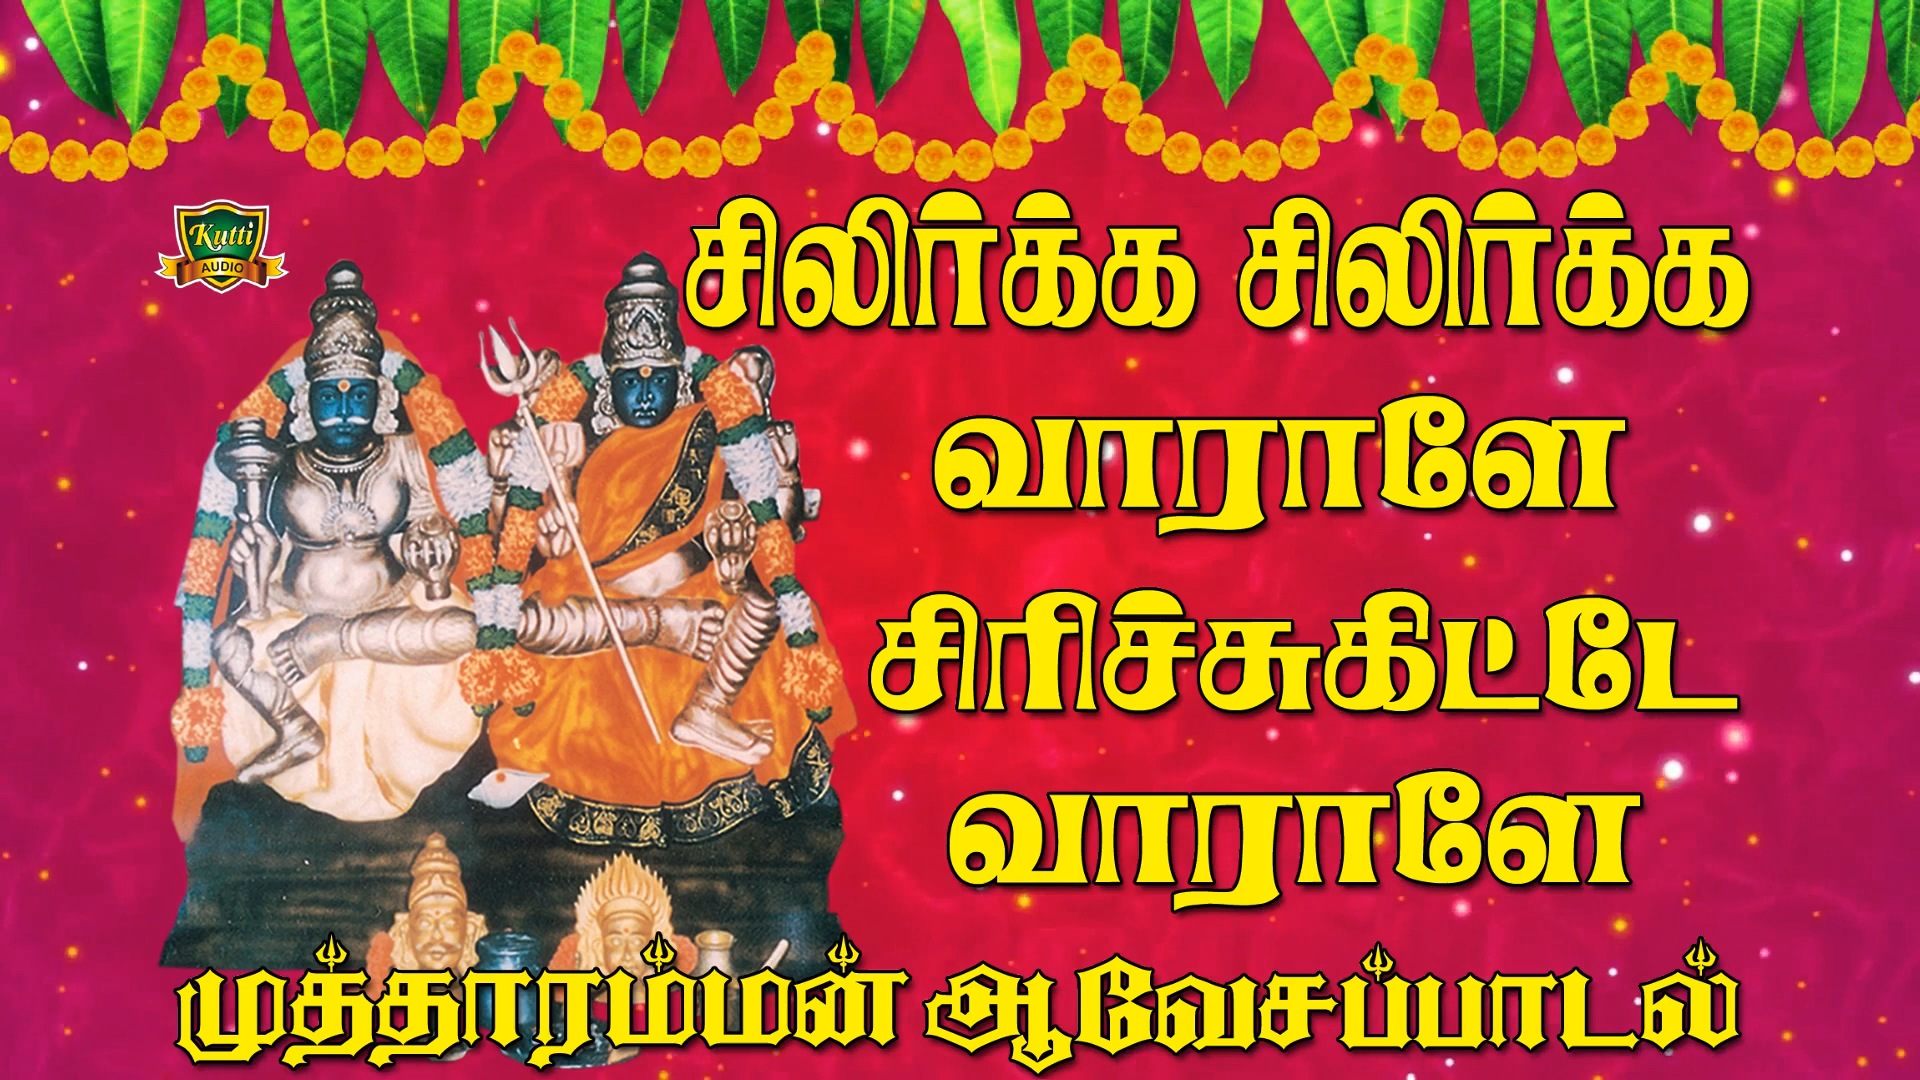 Kutti
AUDIO
சிலிர்க்க சிலிர்க்க
வாராளே
சிரிச்சுகிட்டே
வாராளே
முத்தாரம்மன் ஆவேசப்பாடல்